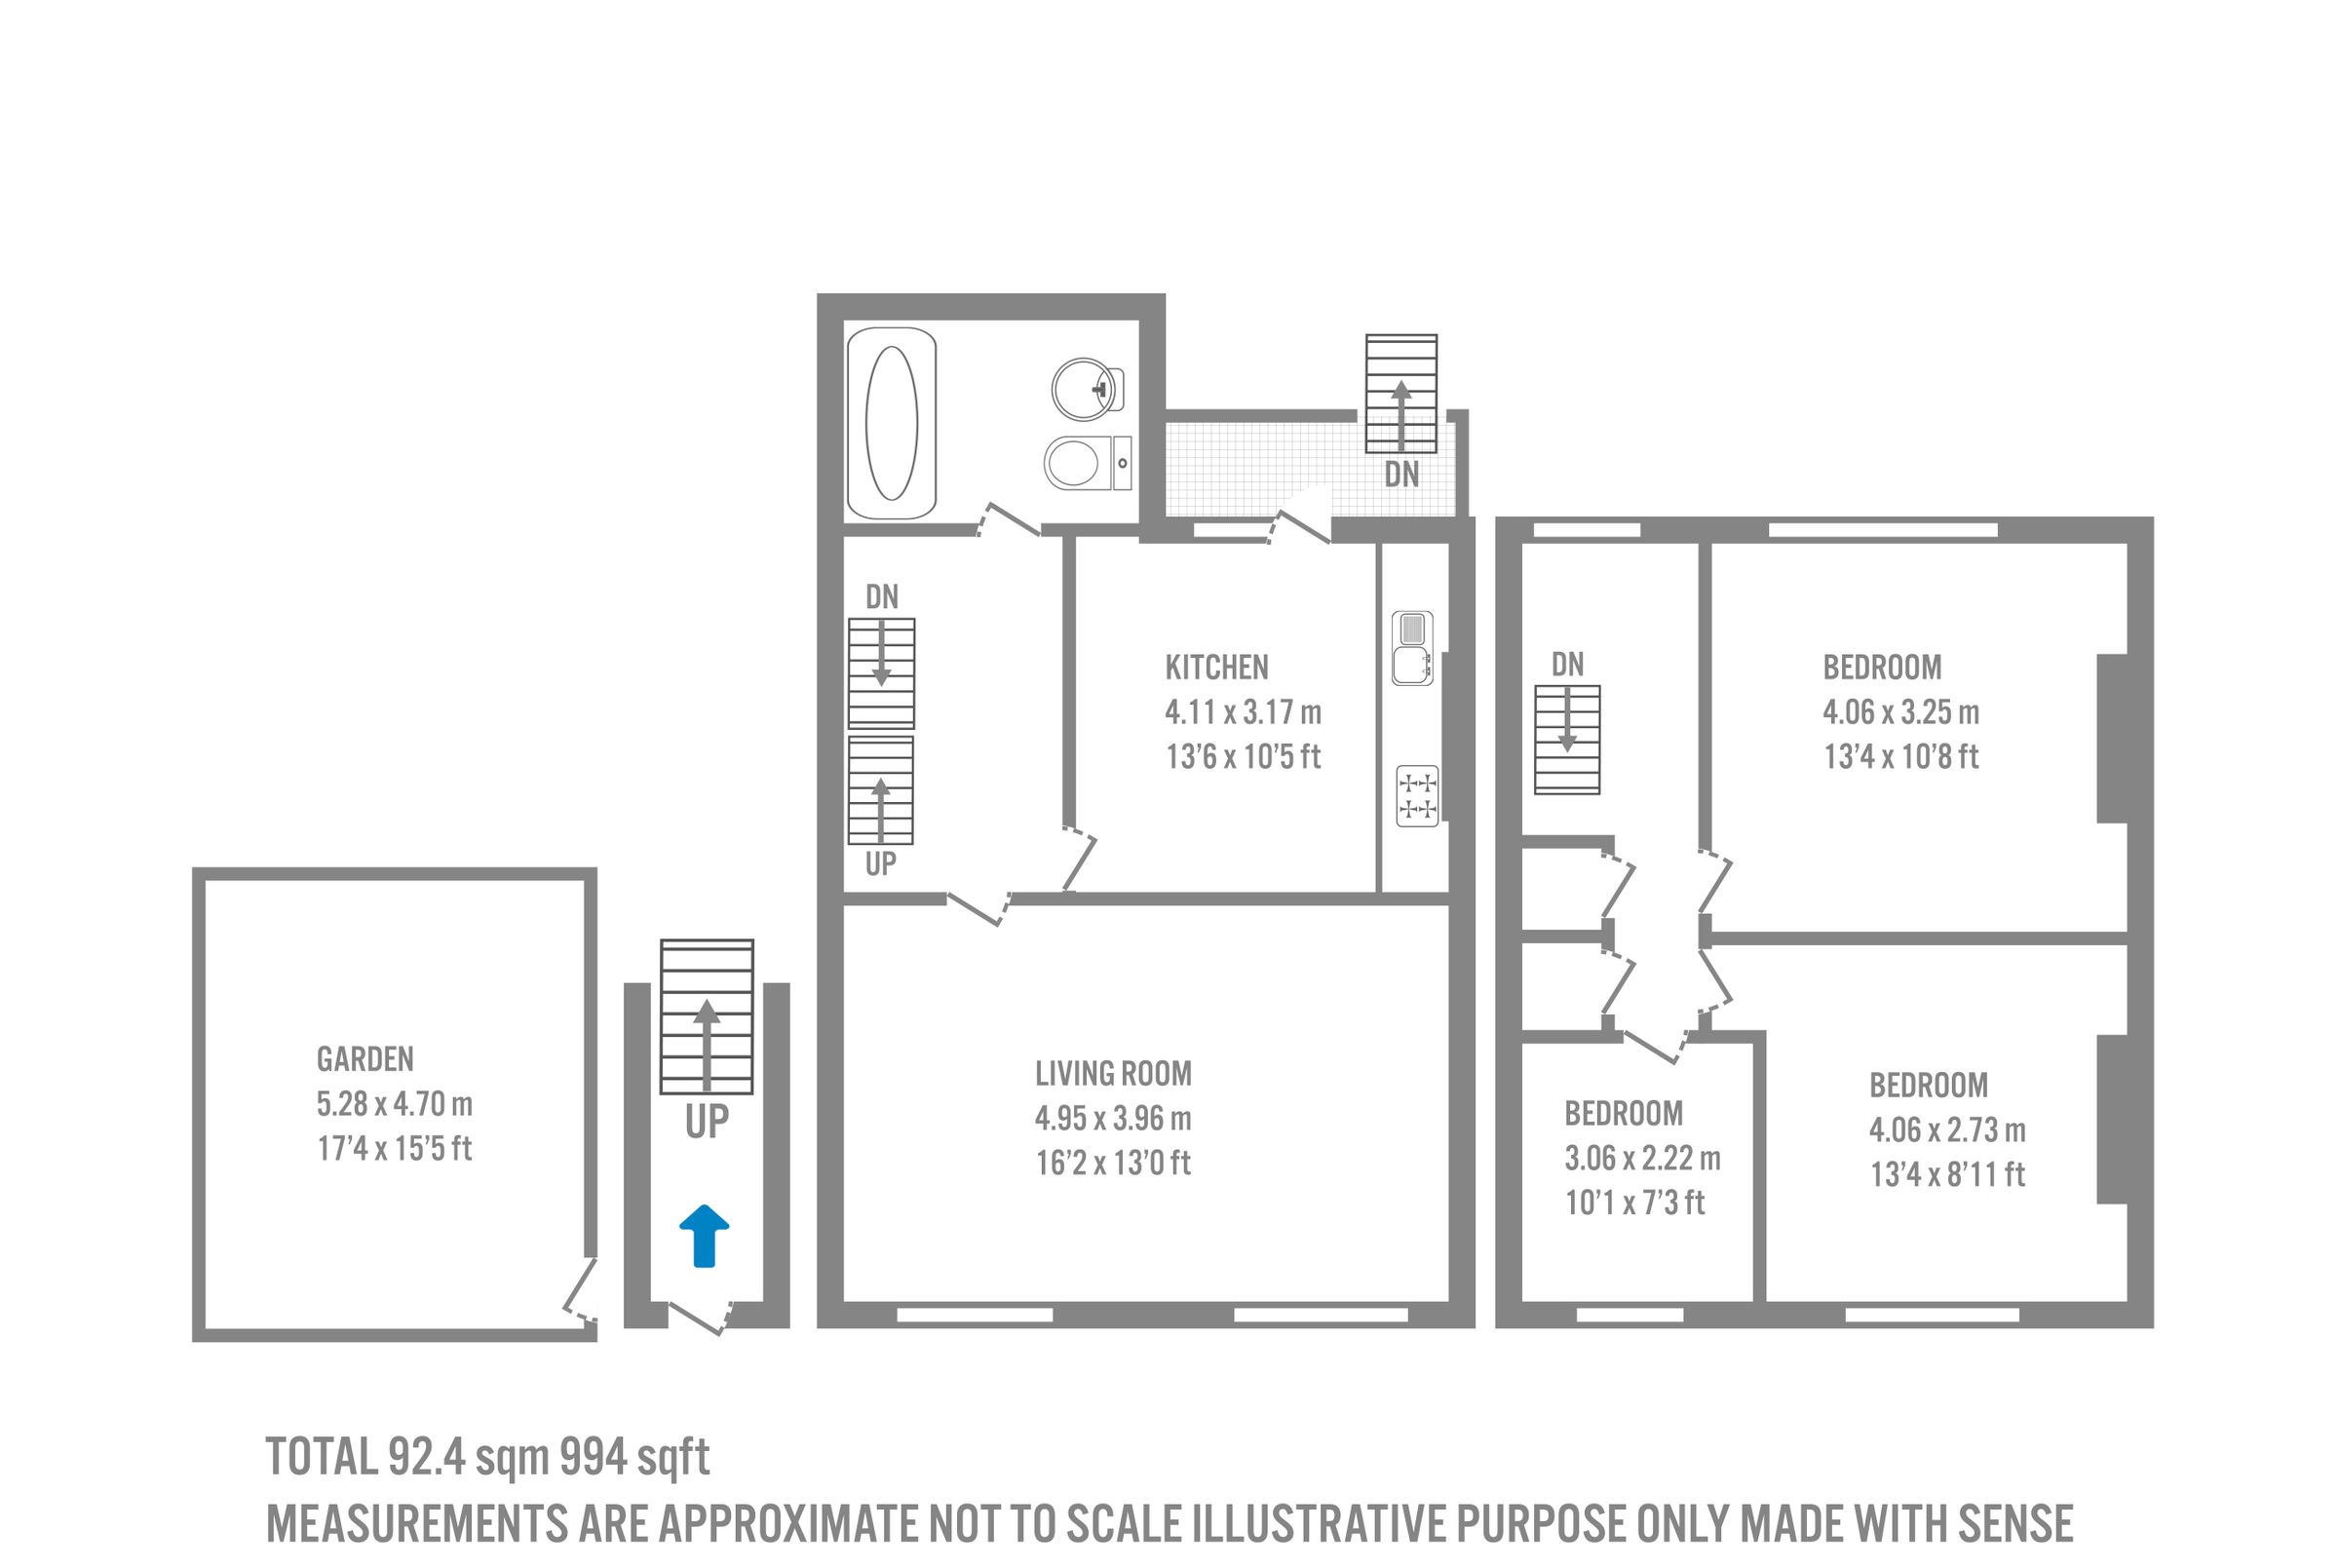 DN
DN
UP
KITCHEN
4.11 x 3.17 m
13'6 x 10'5 ft
DN
BEDROOM
4.06 x 3.25 m
13'4 x 10'8 ft
GARDEN
5.28 x 4.70 m
17'4 x 15'5 ft
UP
LIVING ROOM
4.95 x 3.96 m
16'2 x 13'0 ft
BEDROOM
3.06 x 2.22 m
10'1 x 7'3 ft
BEDROOM
4.06 x 2.73 m
13'4 x 8'11 ft
TOTAL 92.4 sqm 994 sqft
MEASUREMENTS ARE APPROXIMATE NOT TO SCALE ILLUSTRATIVE PURPOSE ONLY MADE WITH SENSE